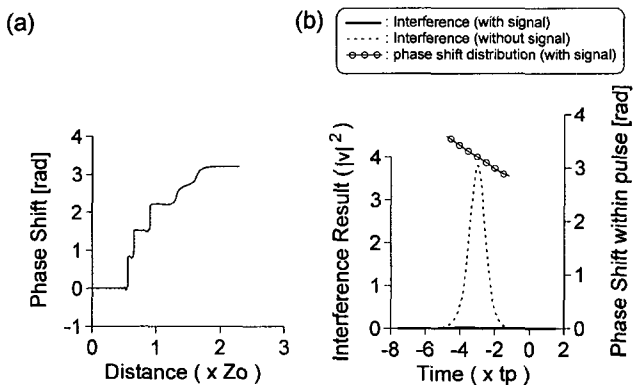 (a)
Phase Shift [rad]
4
3
2
1
0
-1
0
1
2
3
Distance ( x Zo )
(b)
: Interference (with signal)
: Interference (without signal)
: phase shift distribution (with signal)
Interference Result (|v|²)
4
3
2
1
0
-8
-6
-4
-2
0
2
Time ( x tp )
4
3
2
1
0
Phase Shift within pulse [rad]